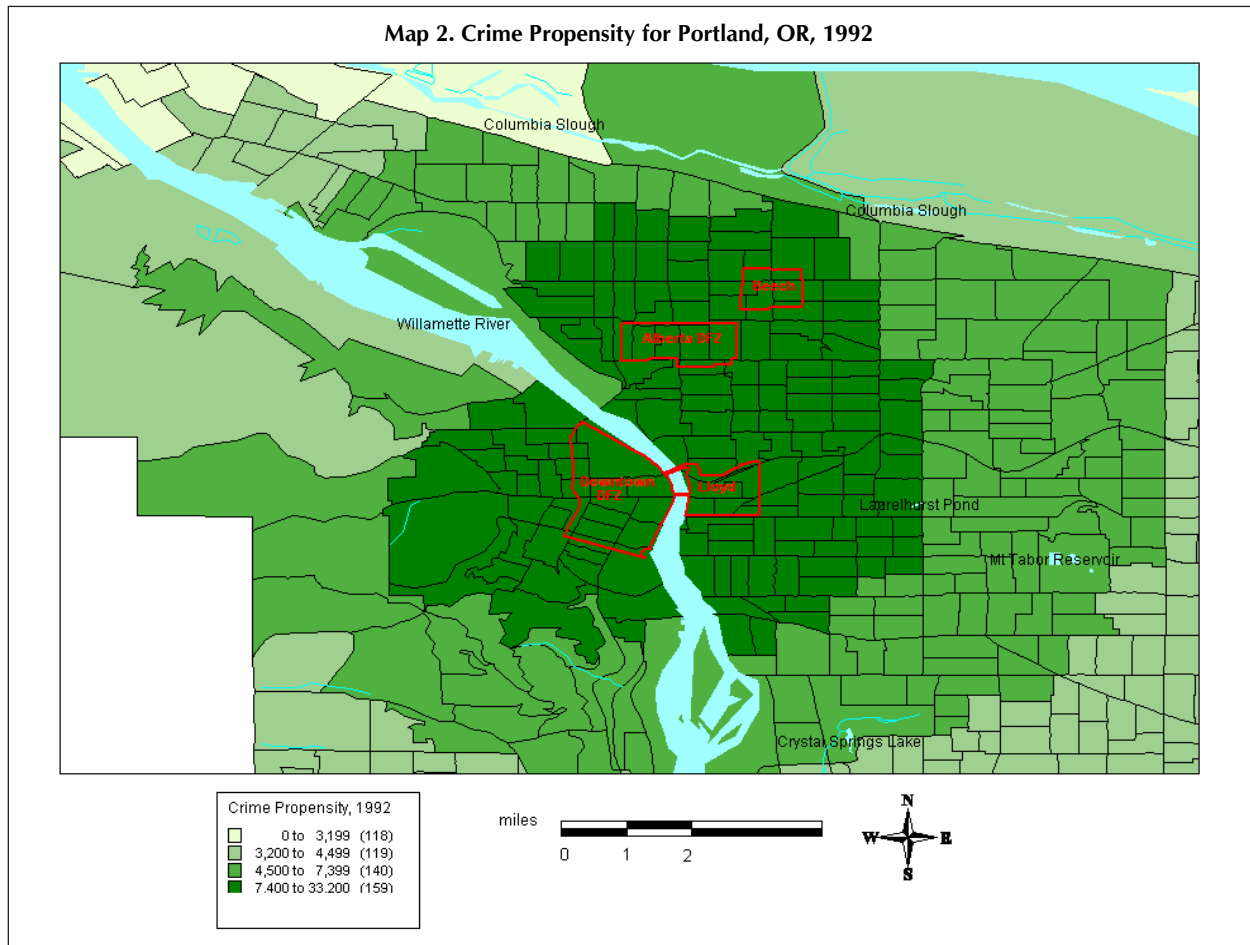 Map 2. Crime Propensity for Portland, OR, 1992
Columbia Slough
Columbia Slough
Beech
Willamette River
Alberta DFZ
Downtown
DFZ
Lloyd
Laurelhurst Pond
Mt Tabor Reservoir
Crystal Springs Lake
Crime Propensity, 1992
0 to 3,199 (118)
3,200 to 4,499 (119)
4,500 to 7,399 (140)
7,400 to 33,200 (159)
miles
0 1 2
N
W E
S